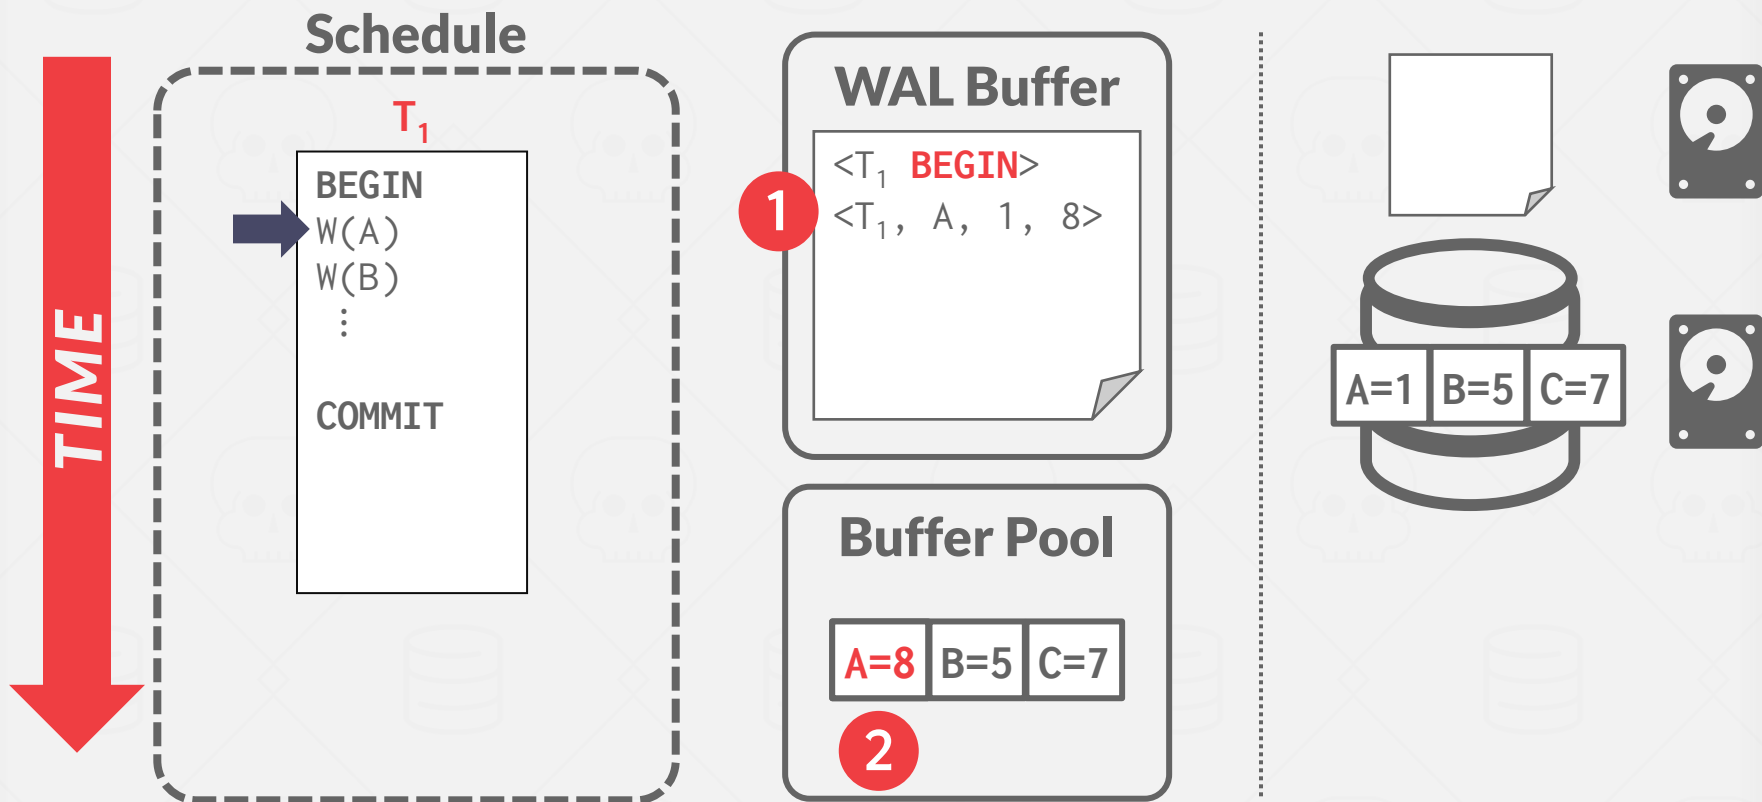 Schedule
TIME
T₁
BEGIN
W(A)
W(B)
⋮
COMMIT
WAL Buffer
1
<T₁ BEGIN>
<T₁, A, 1, 8>
Buffer Pool
A=8 B=5 C=7
2
A=1 B=5 C=7